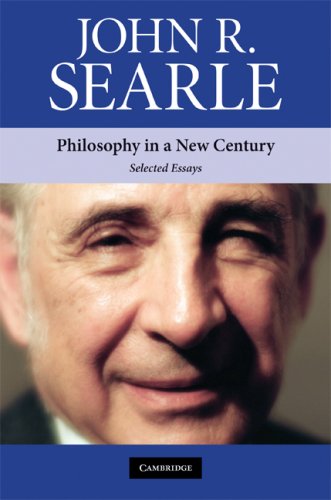 JOHN R.
SEARLE
Philosophy in a New Century
Selected Essays
CAMBRIDGE